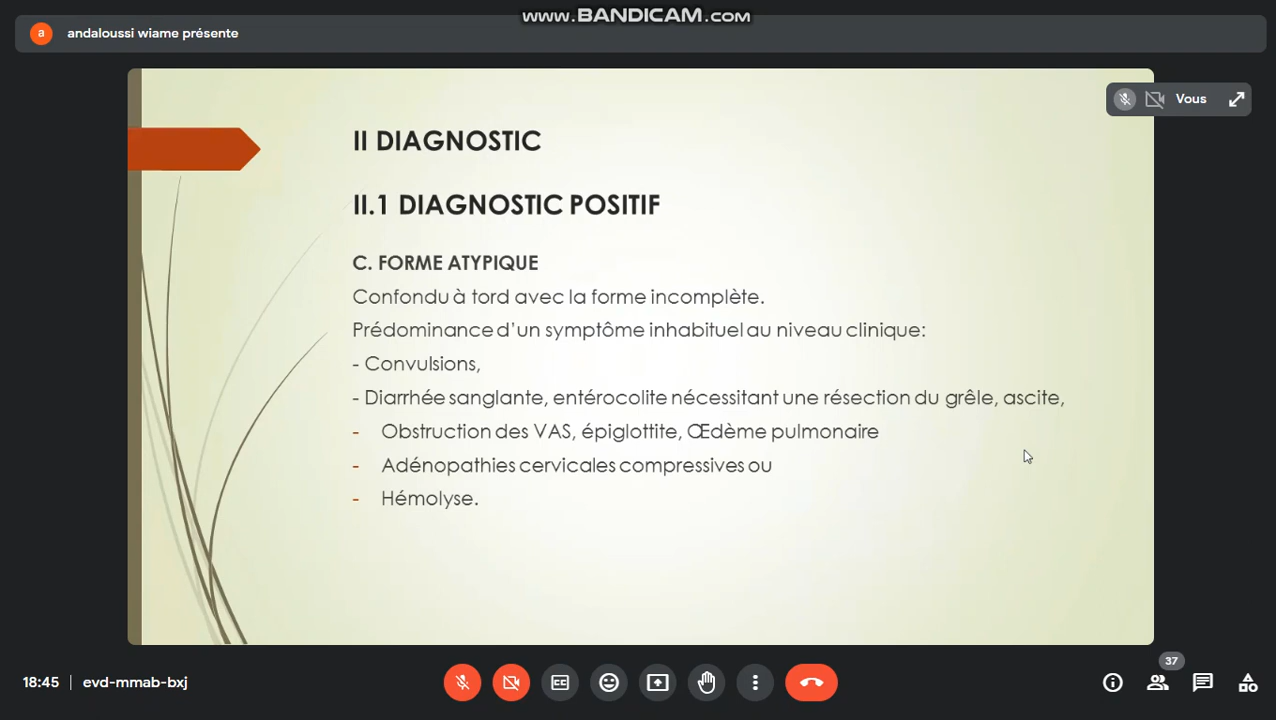 www.BANDICAM.com
a andaloussi wiame présente
Vous
II DIAGNOSTIC
II.1 DIAGNOSTIC POSITIF
C. FORME ATYPIQUE
Confondu à tord avec la forme incomplète.
Prédominance d’un symptôme inhabituel au niveau clinique:
- Convulsions,
- Diarrhée sanglante, entérocolite nécessitant une résection du grêle, ascite,
- Obstruction des VAS, épiglottite, Œdème pulmonaire
- Adénopathies cervicales compressives ou
- Hémolyse.
37
18:45 | evd-mmab-bxj
CC